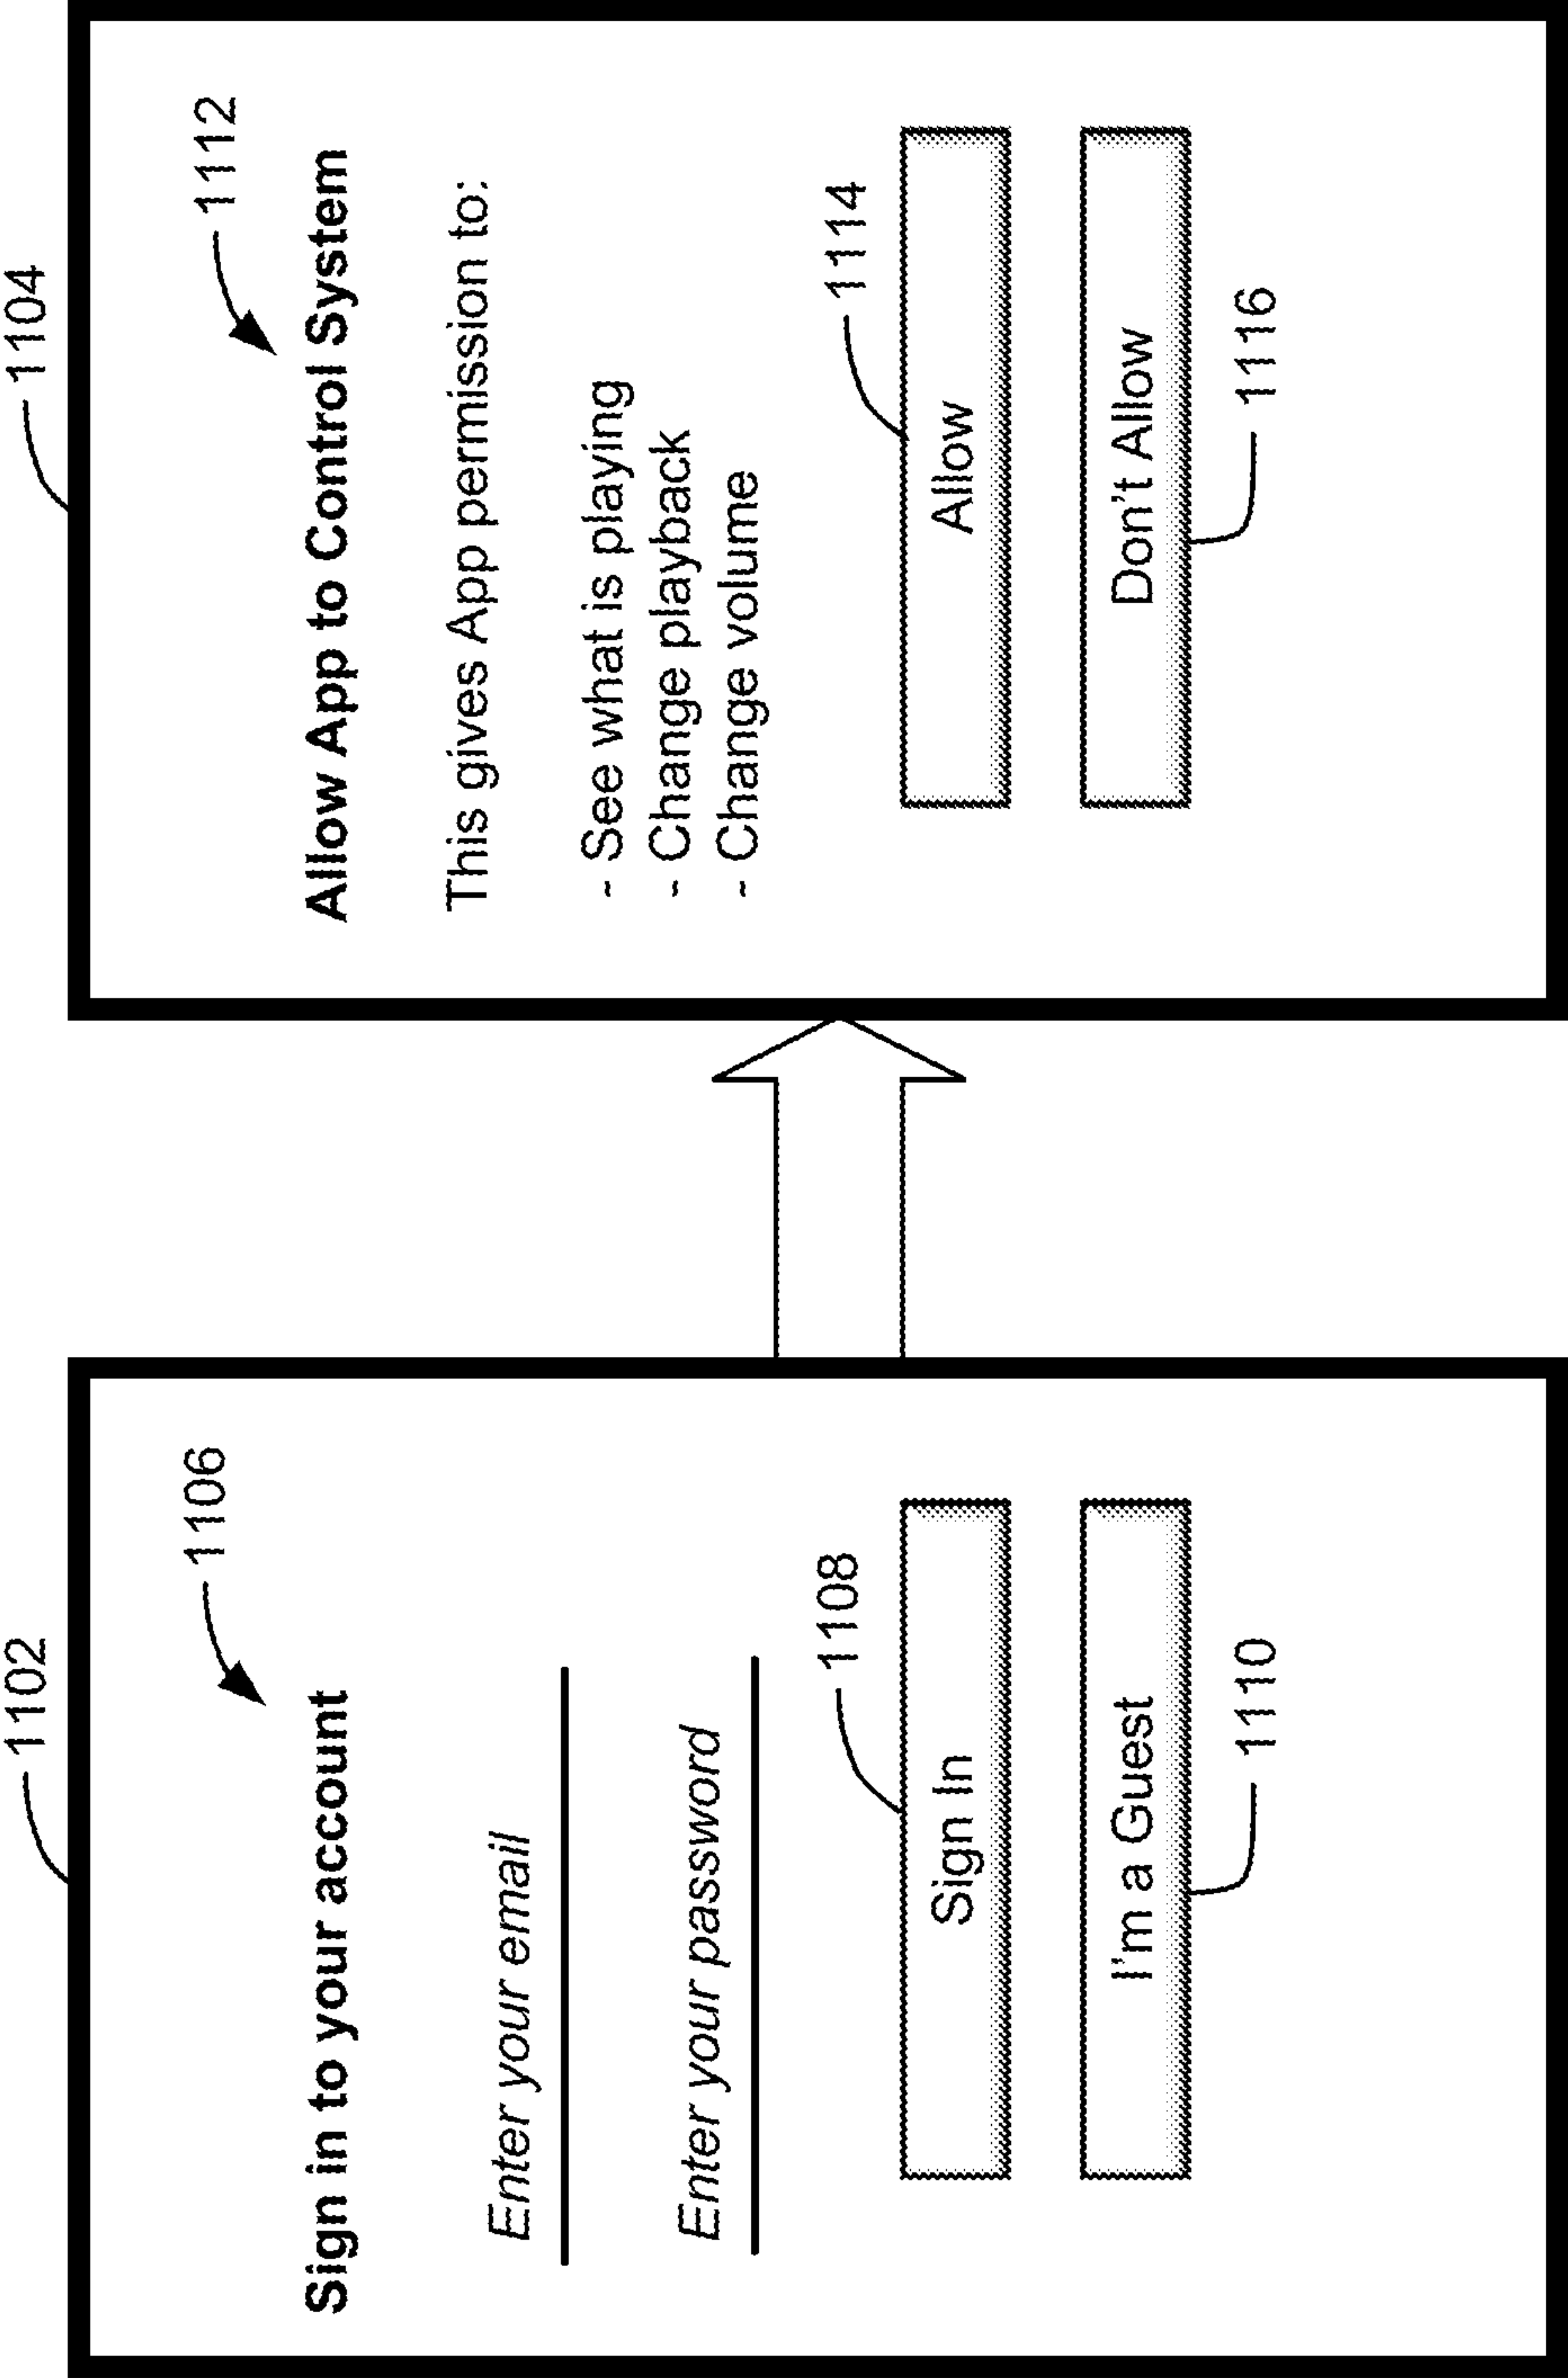 1102
1106
Sign in to your account
Enter your email
Enter your password
1108
Sign In
I'm a Guest
1110
1104
1112
Allow App to Control System
This gives App permission to:
- See what is playing
- Change playback
- Change volume
1114
Allow
Don't Allow
1116